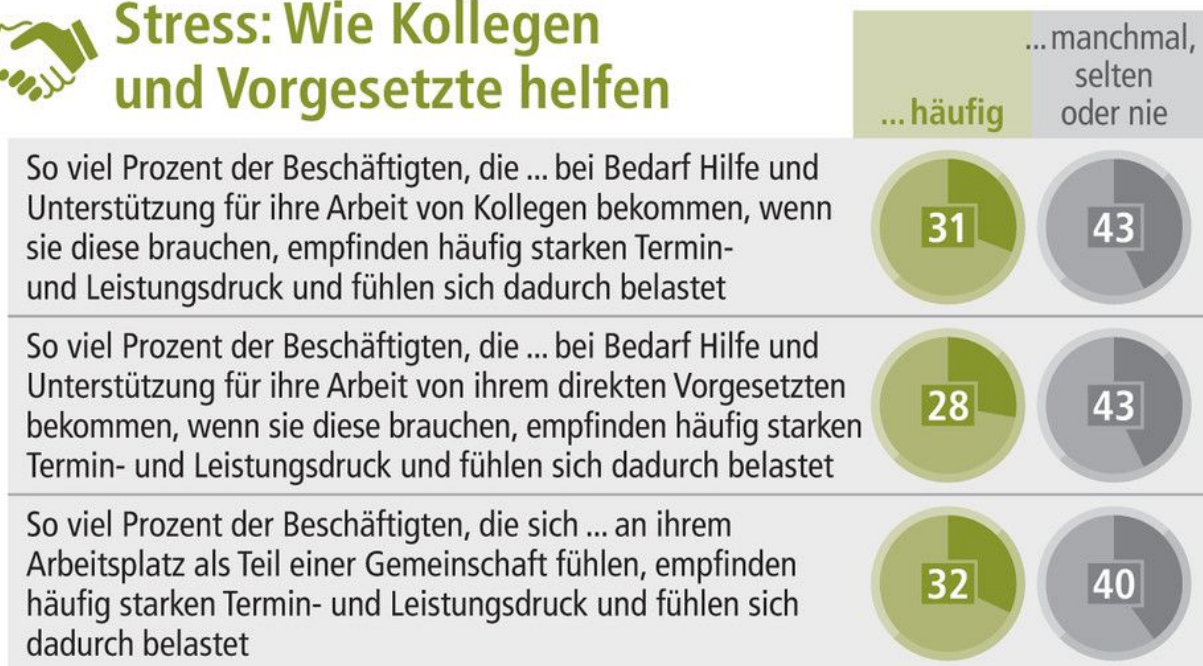 Stress: Wie Kollegen
und Vorgesetzte helfen
... häufig
... manchmal,
selten
oder nie
So viel Prozent der Beschäftigten, die ... bei Bedarf Hilfe und
Unterstützung für ihre Arbeit von Kollegen bekommen, wenn
sie diese brauchen, empfinden häufig starken Termin-
und Leistungsdruck und fühlen sich dadurch belastet
31
43
So viel Prozent der Beschäftigten, die ... bei Bedarf Hilfe und
Unterstützung für ihre Arbeit von ihrem direkten Vorgesetzten
bekommen, wenn sie diese brauchen, empfinden häufig starken
Termin- und Leistungsdruck und fühlen sich dadurch belastet
28
43
So viel Prozent der Beschäftigten, die sich ... an ihrem
Arbeitsplatz als Teil einer Gemeinschaft fühlen, empfinden
häufig starken Termin- und Leistungsdruck und fühlen sich
dadurch belastet
32
40